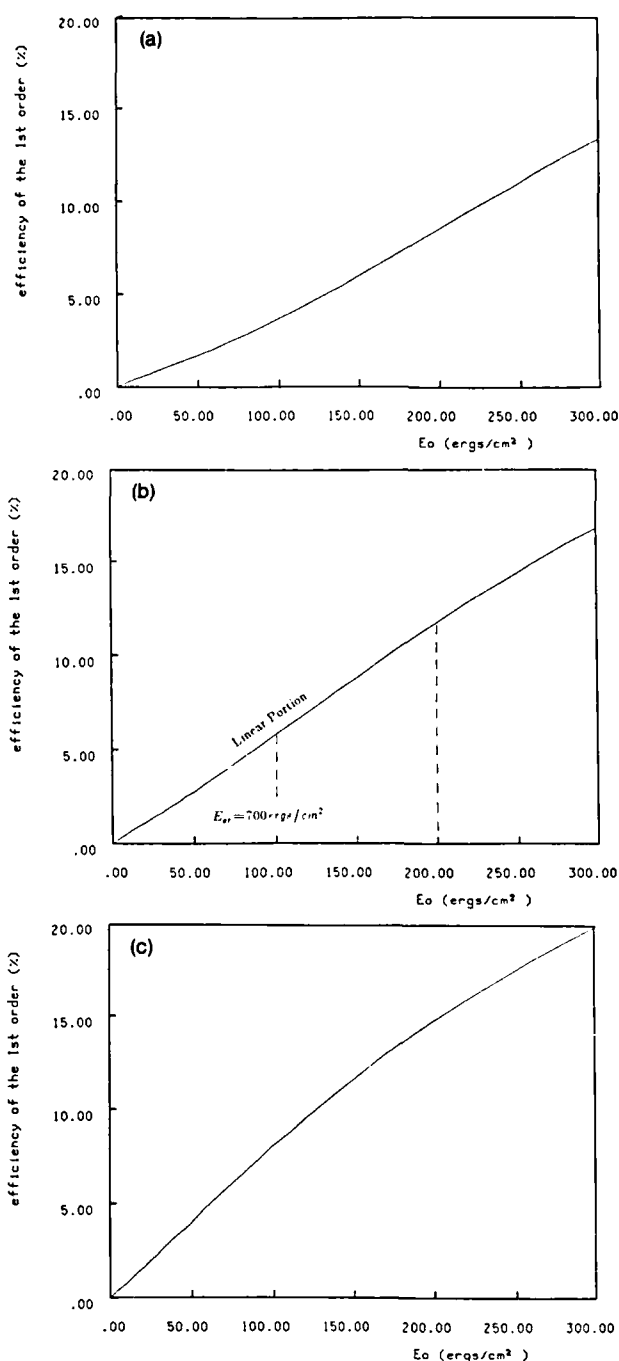 (a)
efficiency of the 1st order (%)
20.00
15.00
10.00
5.00
.00
.00 50.00 100.00 150.00 200.00 250.00 300.00
Eo (ergs/cm² )
(b)
efficiency of the 1st order (%)
20.00
15.00
10.00
5.00
.00
Linear Portion
=700 ergs/cm²
.00 50.00 100.00 150.00 200.00 250.00 300.00
Eo (ergs/cm² )
(c)
efficiency of the 1st order (%)
20.00
15.00
10.00
5.00
.00
.00 50.00 100.00 150.00 200.00 250.00 300.00
Eo (ergs/cm² )